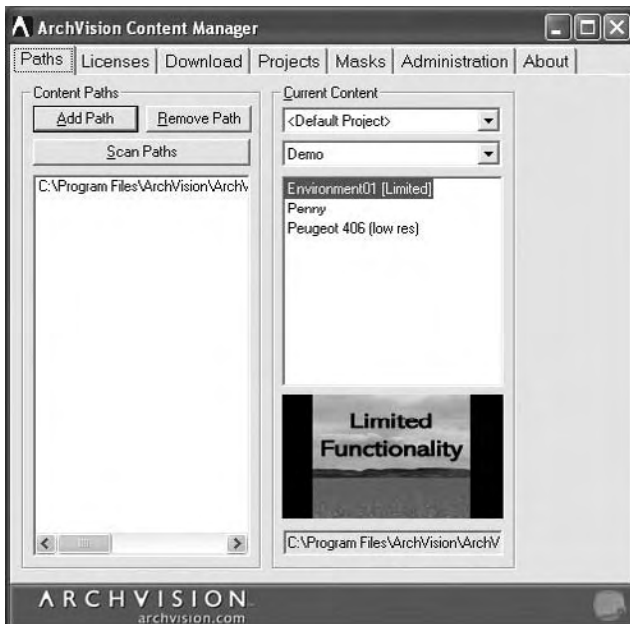 ArchVision Content Manager
Paths Licenses Download Projects Masks Administration About
Content Paths
Add Path Remove Path
Scan Paths
C:\Program Files\ArchVision\ArchV
Current Content
<Default Project>
Demo
Environment01 [Limited]
Penny
Peugeot 406 (low res)
Limited
Functionality
C:\Program Files\ArchVision\ArchV
ARCHVISION
archvision.com